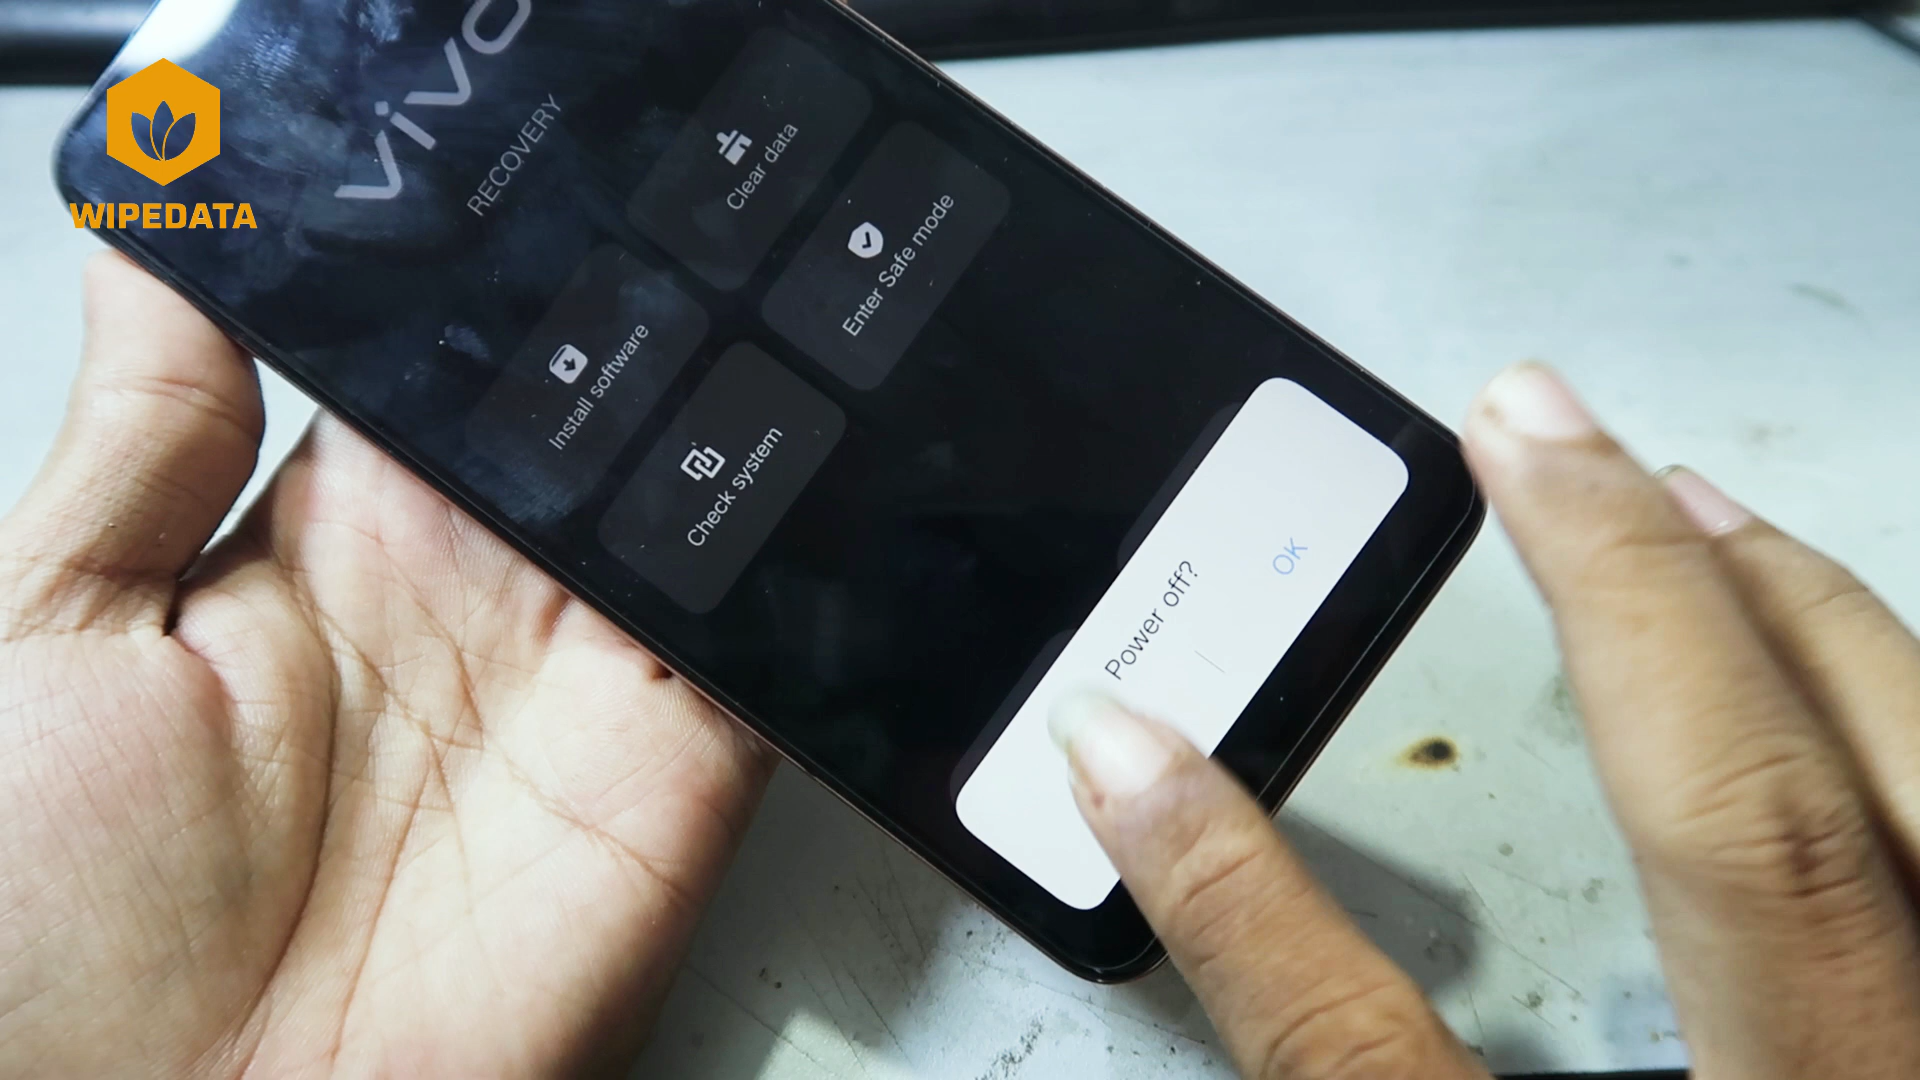 WIPEDATA
vivo
RECOVERY
Install software
Clear data
Check system
Enter Safe mode
Power off?
OK